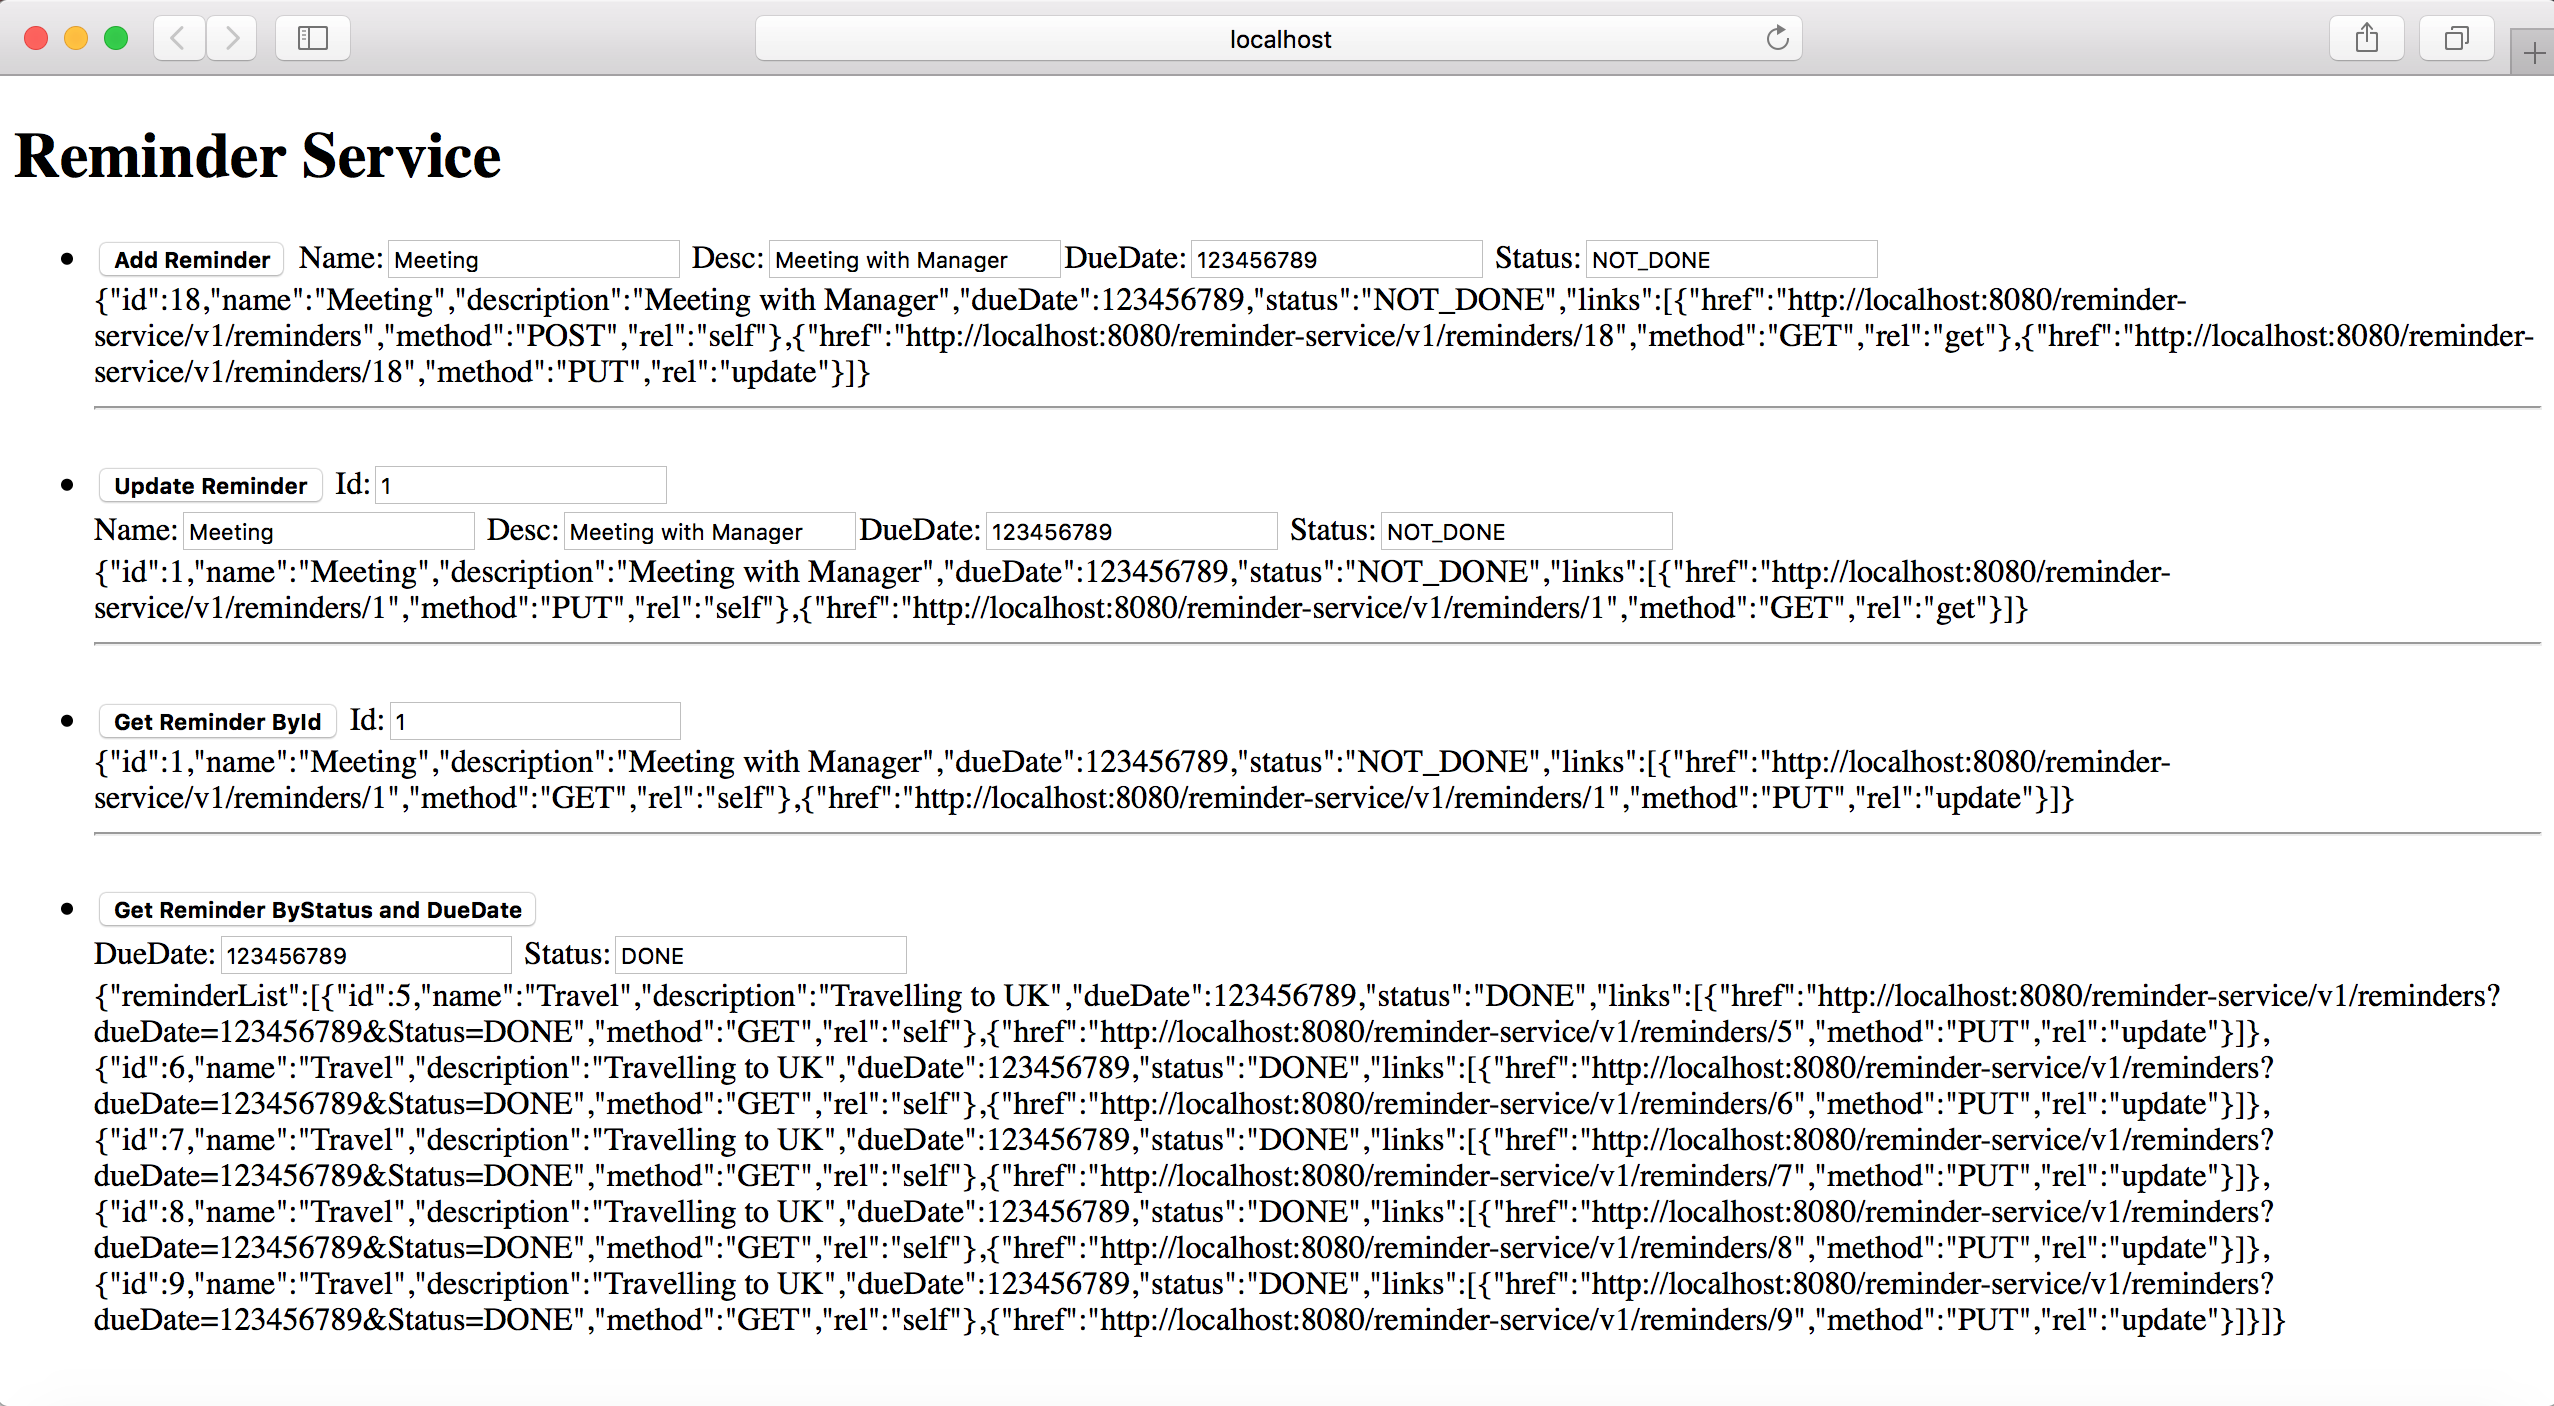 localhost
Reminder Service
Add Reminder Name: Meeting Desc: Meeting with Manager DueDate: 123456789 Status: NOT_DONE
{"id":18,"name":"Meeting","description":"Meeting with Manager","dueDate":123456789,"status":"NOT_DONE","links":[{"href":"http://localhost:8080/reminder-
service/v1/reminders","method":"POST","rel":"self"},{"href":"http://localhost:8080/reminder-service/v1/reminders/18","method":"GET","rel":"get"},{"href":"http://localhost:8080/reminder-
service/v1/reminders/18","method":"PUT","rel":"update"}]}
Update Reminder Id: 1
Name: Meeting Desc: Meeting with Manager DueDate: 123456789 Status: NOT_DONE
{"id":1,"name":"Meeting","description":"Meeting with Manager","dueDate":123456789,"status":"NOT_DONE","links":[{"href":"http://localhost:8080/reminder-
service/v1/reminders/1","method":"PUT","rel":"self"},{"href":"http://localhost:8080/reminder-service/v1/reminders/1","method":"GET","rel":"get"}]}
Get Reminder ById Id: 1
{"id":1,"name":"Meeting","description":"Meeting with Manager","dueDate":123456789,"status":"NOT_DONE","links":[{"href":"http://localhost:8080/reminder-
service/v1/reminders/1","method":"GET","rel":"self"},{"href":"http://localhost:8080/reminder-service/v1/reminders/1","method":"PUT","rel":"update"}]}
Get Reminder ByStatus and DueDate
DueDate: 123456789 Status: DONE
{"reminderList":[{"id":5,"name":"Travel","description":"Travelling to UK","dueDate":123456789,"status":"DONE","links":[{"href":"http://localhost:8080/reminder-service/v1/reminders?
dueDate=123456789&Status=DONE","method":"GET","rel":"self"},{"href":"http://localhost:8080/reminder-service/v1/reminders/5","method":"PUT","rel":"update"}]},
{"id":6,"name":"Travel","description":"Travelling to UK","dueDate":123456789,"status":"DONE","links":[{"href":"http://localhost:8080/reminder-service/v1/reminders?
dueDate=123456789&Status=DONE","method":"GET","rel":"self"},{"href":"http://localhost:8080/reminder-service/v1/reminders/6","method":"PUT","rel":"update"}]},
{"id":7,"name":"Travel","description":"Travelling to UK","dueDate":123456789,"status":"DONE","links":[{"href":"http://localhost:8080/reminder-service/v1/reminders?
dueDate=123456789&Status=DONE","method":"GET","rel":"self"},{"href":"http://localhost:8080/reminder-service/v1/reminders/7","method":"PUT","rel":"update"}]},
{"id":8,"name":"Travel","description":"Travelling to UK","dueDate":123456789,"status":"DONE","links":[{"href":"http://localhost:8080/reminder-service/v1/reminders?
dueDate=123456789&Status=DONE","method":"GET","rel":"self"},{"href":"http://localhost:8080/reminder-service/v1/reminders/8","method":"PUT","rel":"update"}]},
{"id":9,"name":"Travel","description":"Travelling to UK","dueDate":123456789,"status":"DONE","links":[{"href":"http://localhost:8080/reminder-service/v1/reminders?
dueDate=123456789&Status=DONE","method":"GET","rel":"self"},{"href":"http://localhost:8080/reminder-service/v1/reminders/9","method":"PUT","rel":"update"}]}]}